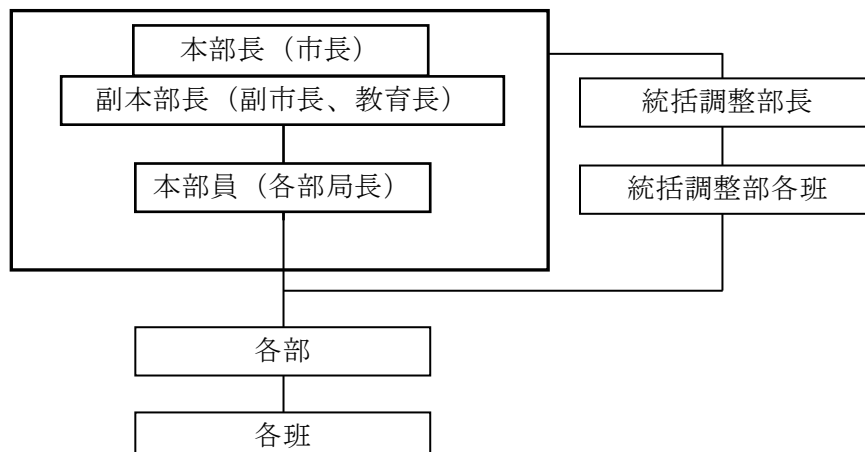 本部長（市長）
副本部長（副市長、教育長）
本部員（各部局長）
統括調整部長
統括調整部各班
各部
各班